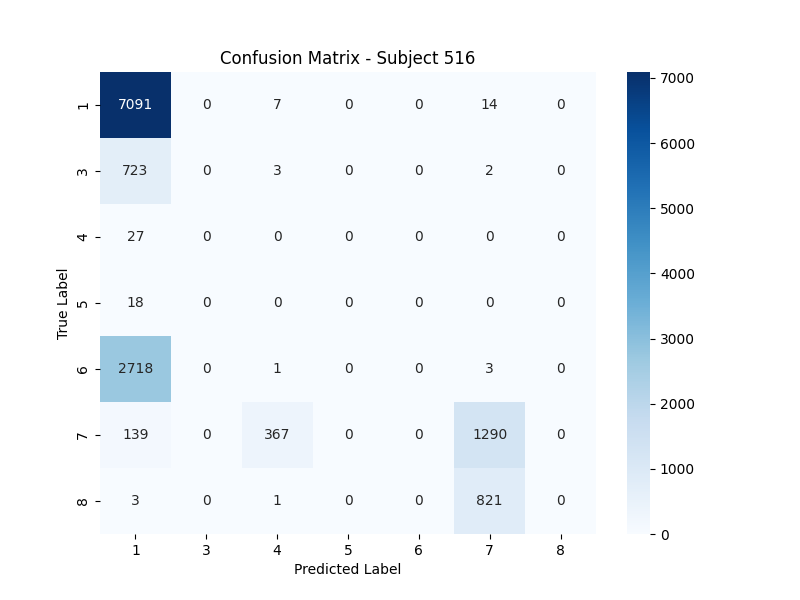 Confusion Matrix - Subject 516
True Label
1 7091 0 7 0 0 14 0
3 723 0 3 0 0 2 0
4 27 0 0 0 0 0 0
5 18 0 0 0 0 0 0
6 2718 0 1 0 0 3 0
7 139 0 367 0 0 1290 0
8 3 0 1 0 0 821 0
1 3 4 5 6 7 8
Predicted Label
7000
6000
5000
4000
3000
2000
1000
0